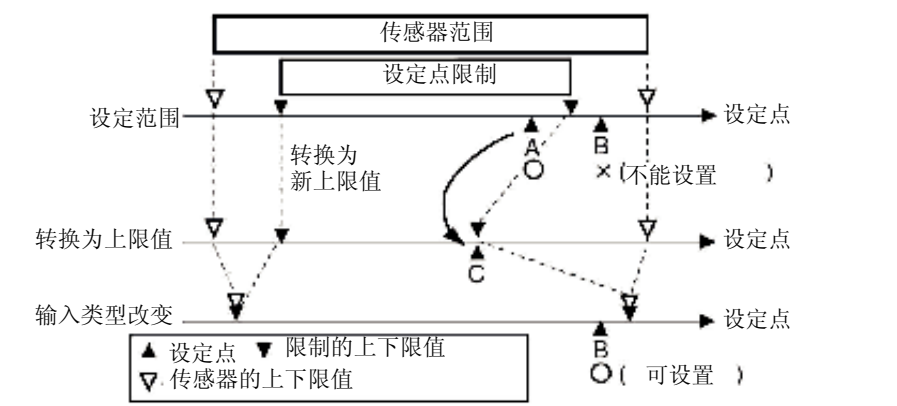 传感器范围
设定点限制
设定范围
设定点
A
B
转换为
新上限值
×(不能设置 )
转换为上限值
设定点
C
输入类型改变
设定点
▲ 设定点 ▼ 限制的上下限值
▽ 传感器的上下限值
B
○( 可设置 )